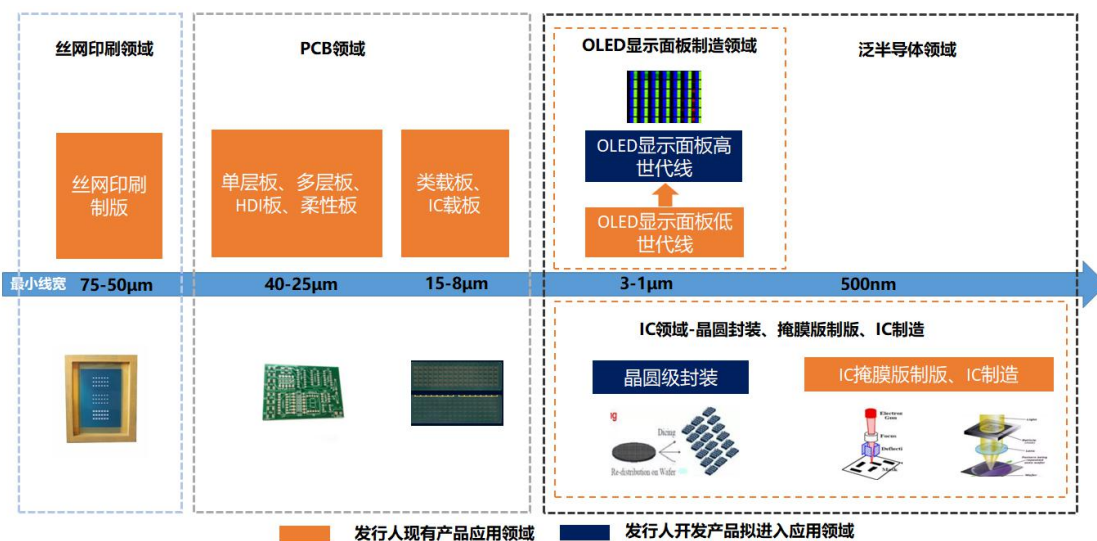 丝网印刷领域
PCB领域
OLED显示面板制造领域
泛半导体领域
丝网印刷
制版
单层板、多层板、
HDI板、柔性板
类载板、
IC载板
OLED显示面板高
世代线
OLED显示面板低
世代线
最小线宽 75-50μm 40-25μm 15-8μm 3-1μm 500nm
IC领域-晶圆封装、掩膜版制版、IC制造
晶圆级封装
IC掩膜版制版、IC制造
ng
Dicing
Re-distribution on Wafer
Electron
Gun
Focus
Deflecti
Mask
发行人现有产品应用领域
发行人开发产品拟进入应用领域